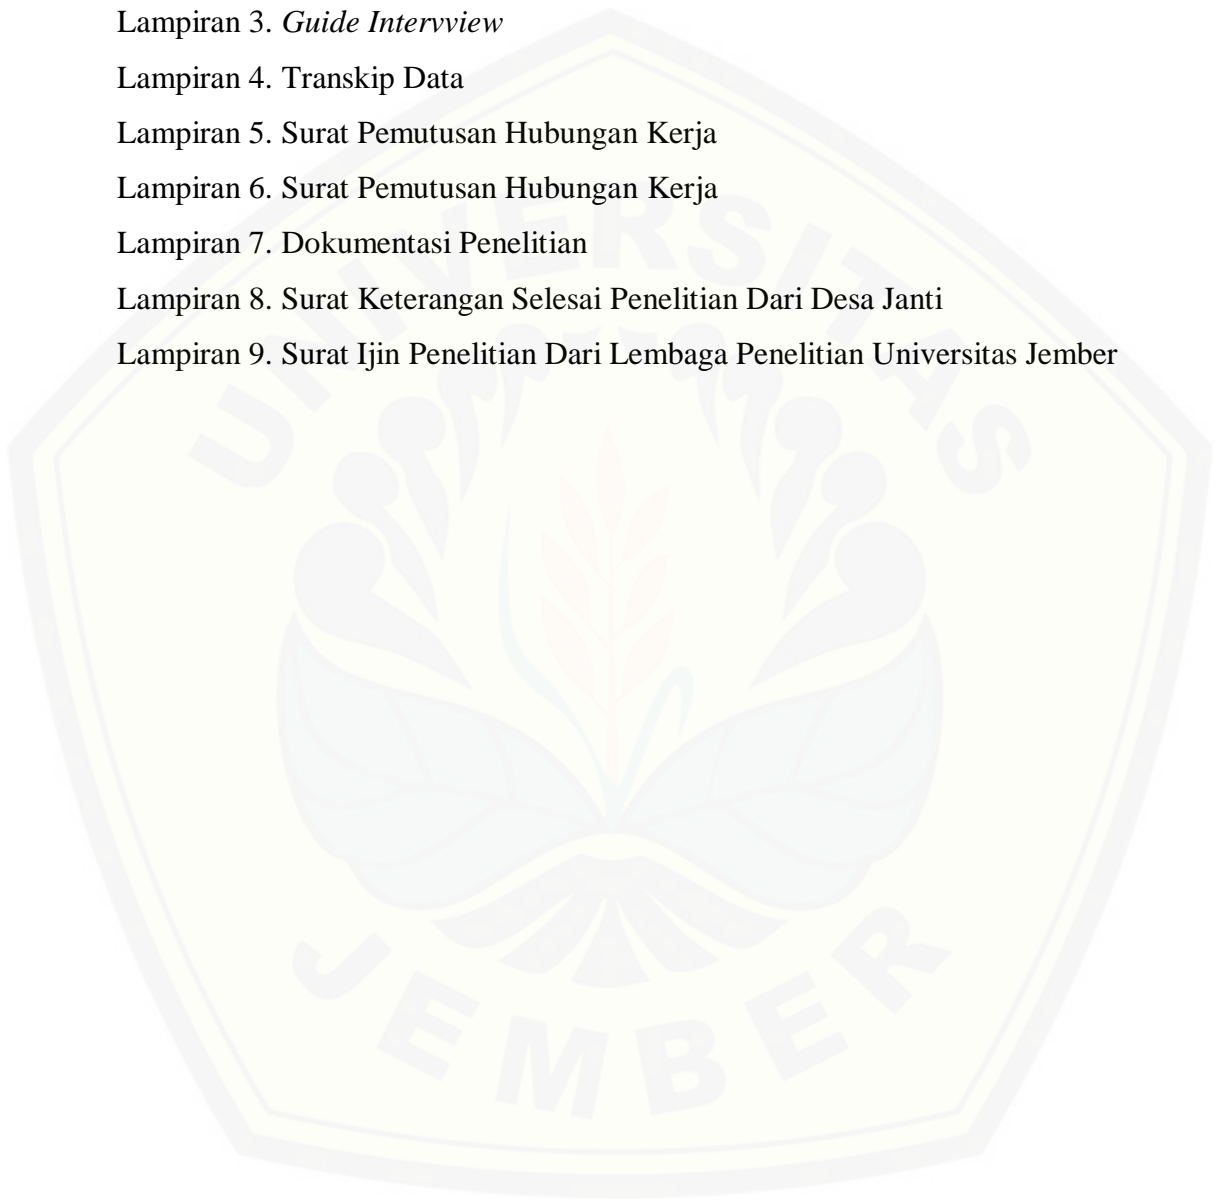 Lampiran 3. Guide Intervview
Lampiran 4. Transkip Data
Lampiran 5. Surat Pemutusan Hubungan Kerja
Lampiran 6. Surat Pemutusan Hubungan Kerja
Lampiran 7. Dokumentasi Penelitian
Lampiran 8. Surat Keterangan Selesai Penelitian Dari Desa Janti
Lampiran 9. Surat Ijin Penelitian Dari Lembaga Penelitian Universitas Jember
UNIVERSITAS
JEMBER